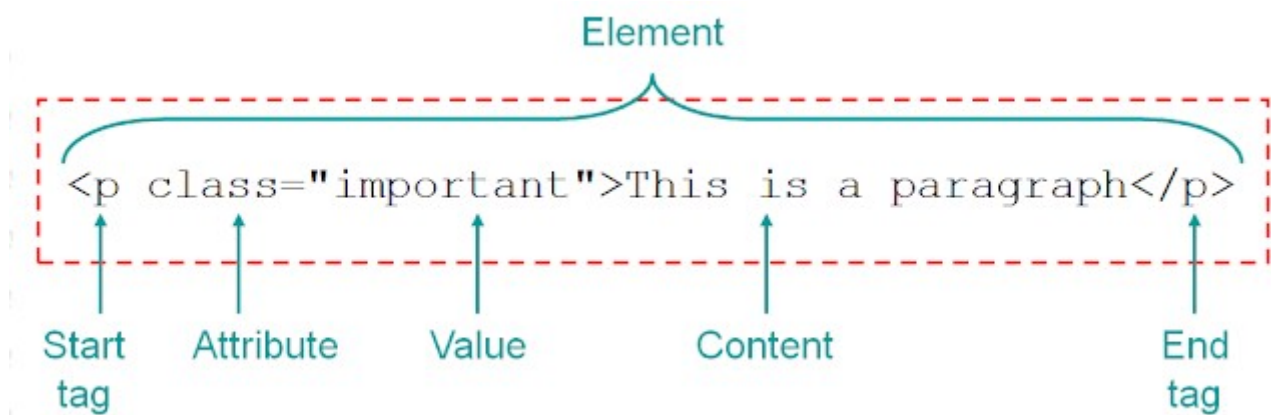 Element
<p class="important">This is a paragraph</p>
Start tag
Attribute
Value
Content
End tag